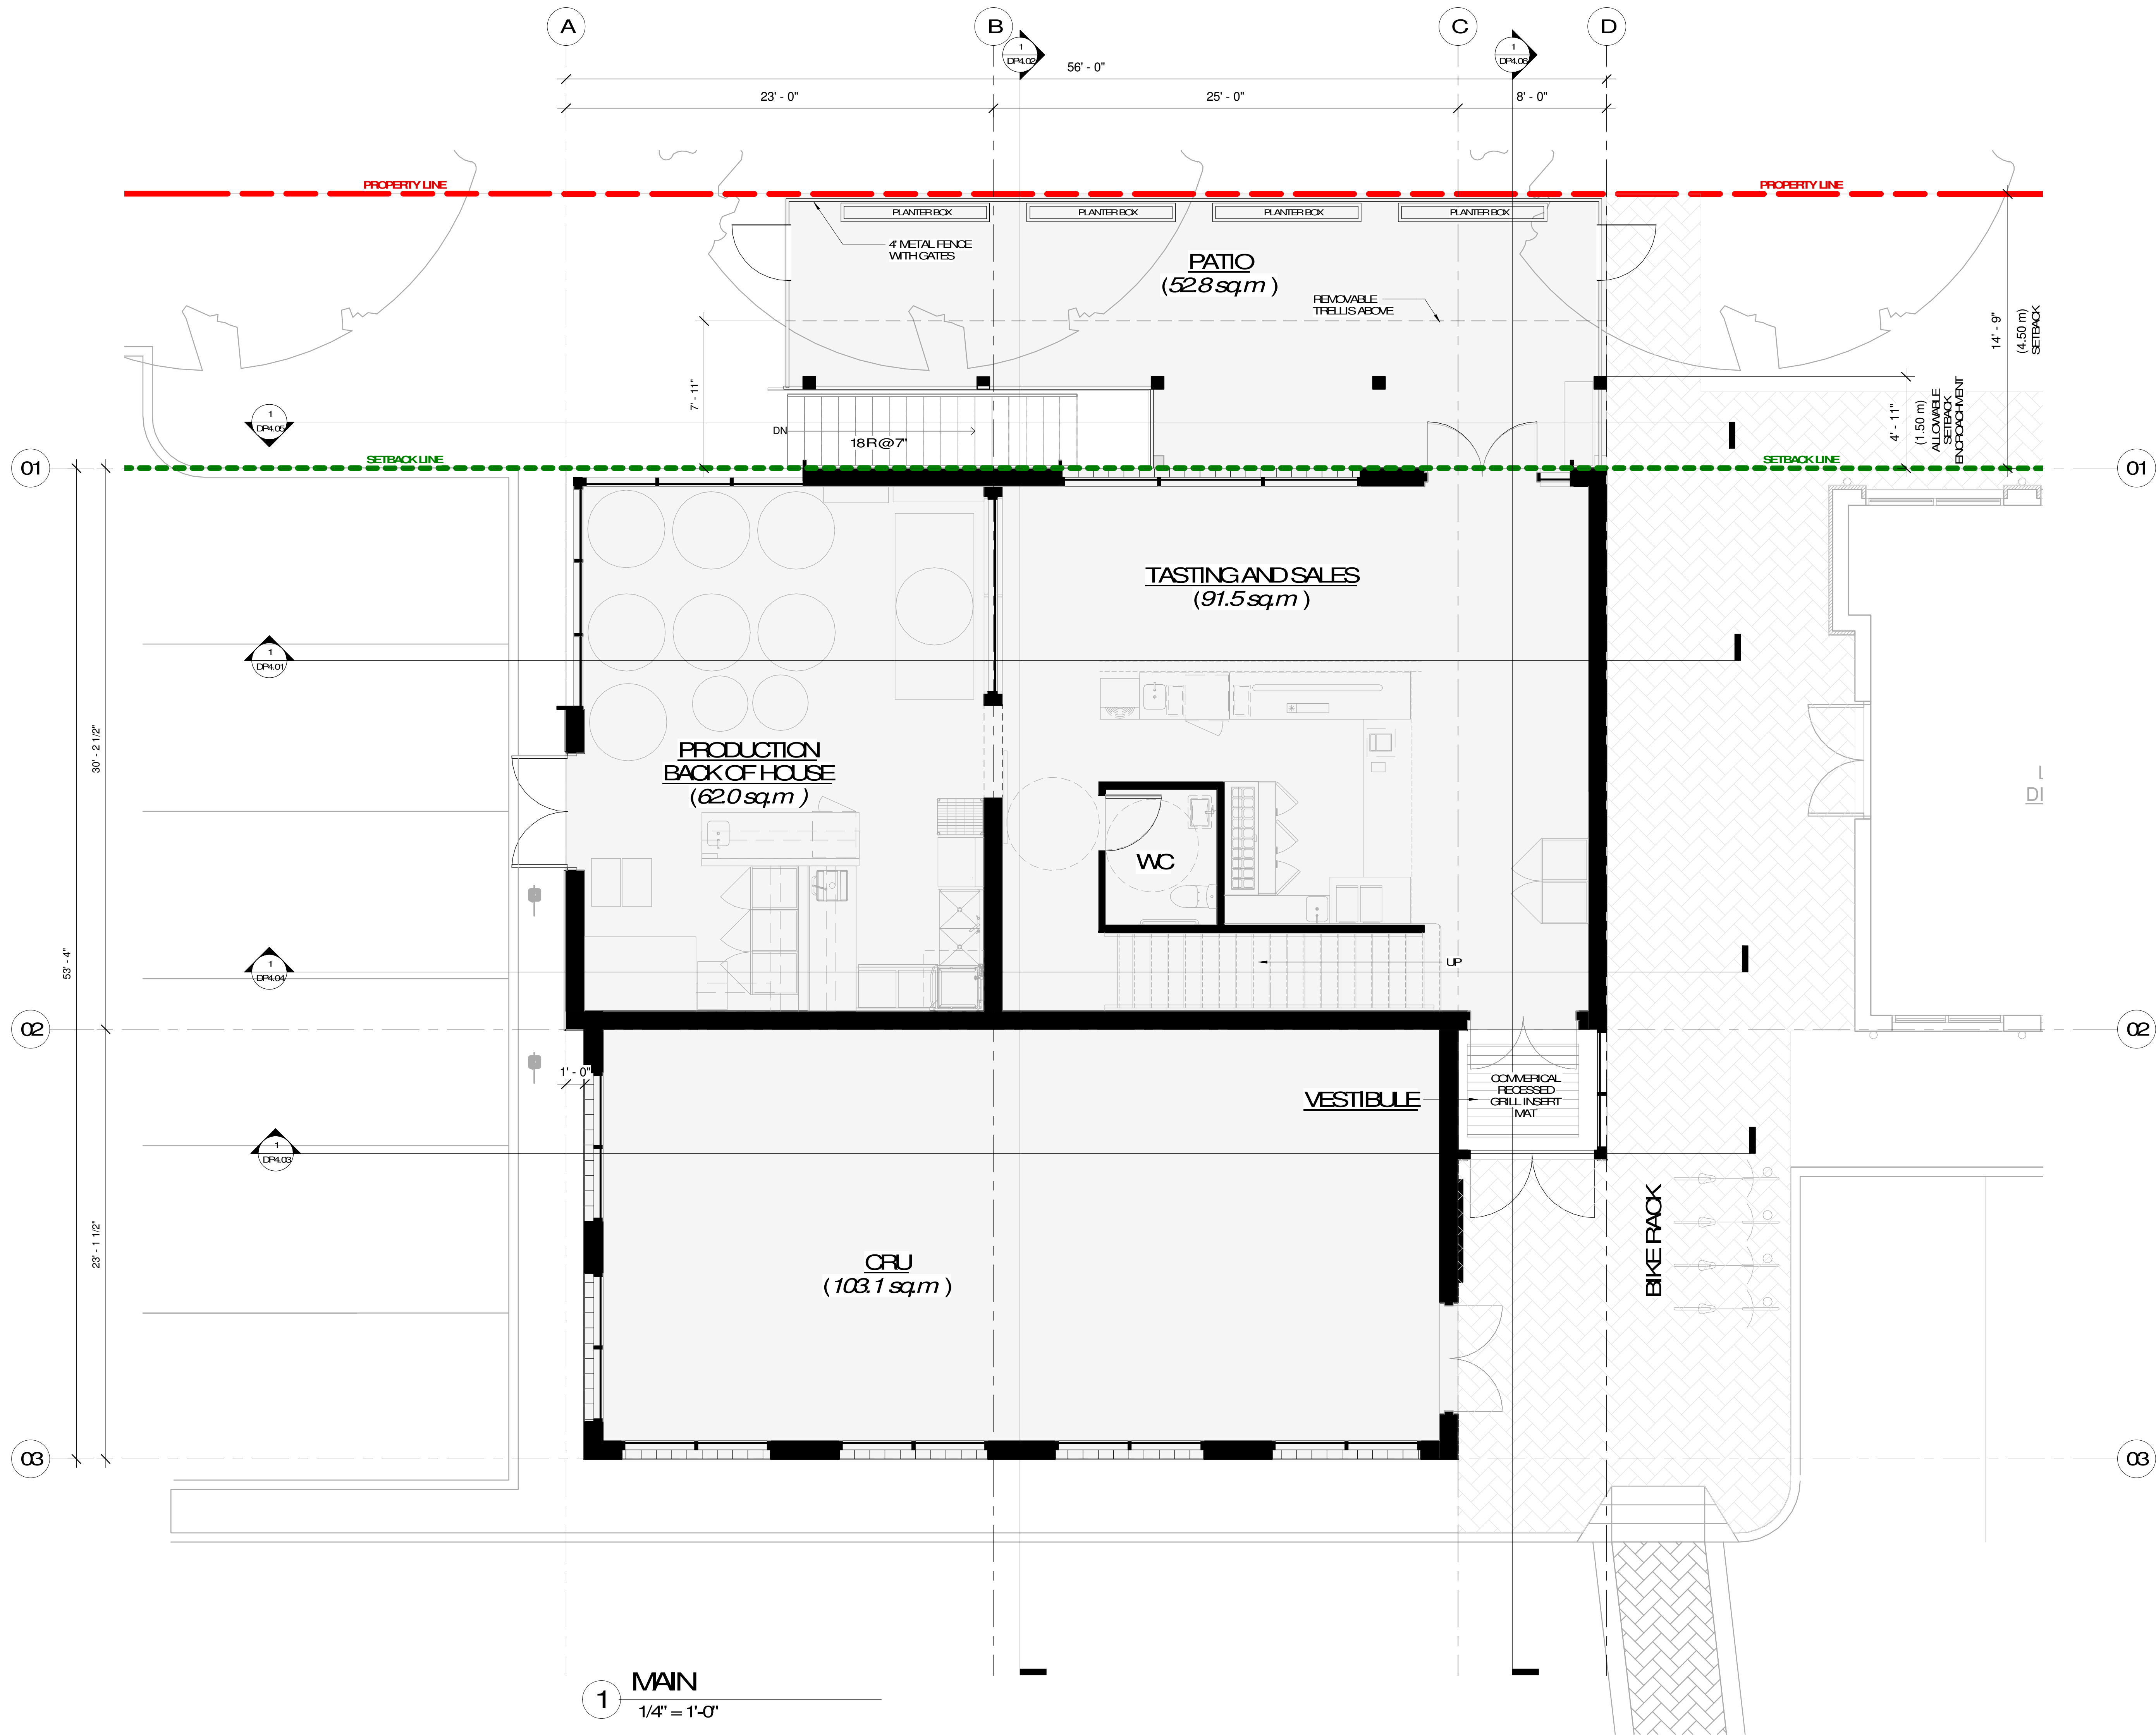 A
B
C
D
1
DP4.02
1
DP4.06
56' - 0"
23' - 0"
25' - 0"
8' - 0"
PROPERTY LINE
PROPERTY LINE
PLANTER BOX
PLANTER BOX
PLANTER BOX
PLANTER BOX
4' METAL FENCE
WITH GATES
PATIO
(52.8 sq.m )
REMOVABLE
TRELLIS ABOVE
14' - 9"
(4.50 m)
SETBACK
7' - 11"
4' - 11"
(1.50 m)
ALLOWABLE
SETBACK
ENCROACHMENT
1
DP4.05
DN
18 R @ 7"
SETBACK LINE
SETBACK LINE
01
01
TASTING AND SALES
(91.5 sq.m )
1
DP4.01
30' - 2 1/2"
PRODUCTION
BACK OF HOUSE
(62.0 sq.m )
WC
53' - 4"
1
DP4.04
UP
02
02
1' - 0"
VESTIBULE
COMMERICAL
RECESSED
GRILL INSERT
MAT
1
DP4.03
23' - 1 1/2"
BIKE RACK
CRU
(103.1 sq.m )
03
03
1
MAIN
1/4" = 1'-0"